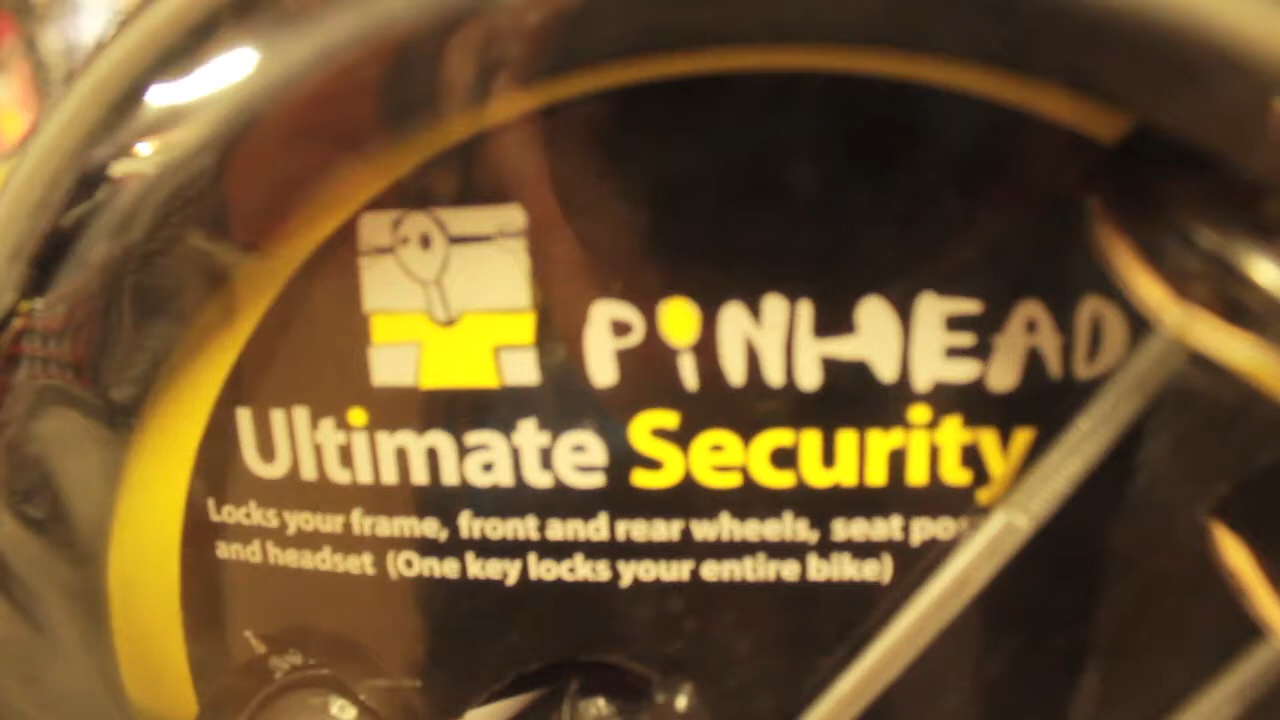 PiNHEAD
Ultimate Security
Locks your frame, front and rear wheels, seat
and headset (One key locks your entire bike)